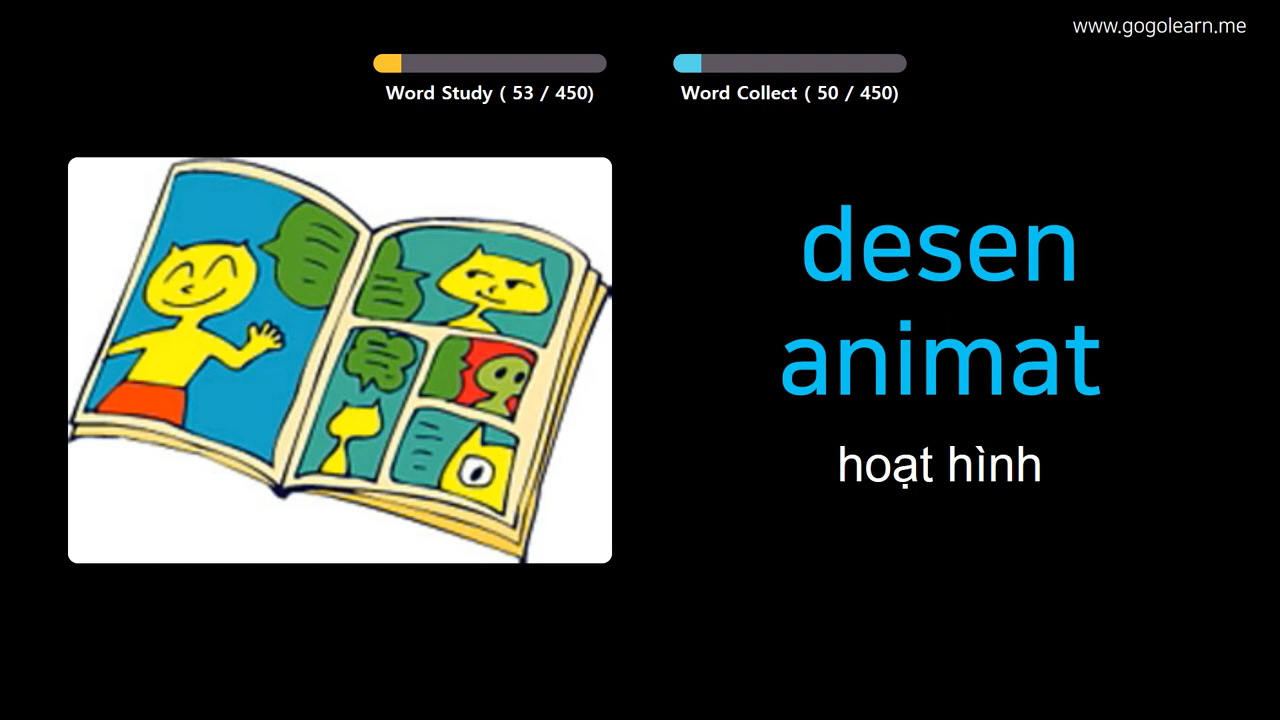 www.gogolearn.me
Word Study ( 53 / 450)
Word Collect ( 50 / 450)
desen
animat
hoạt hình